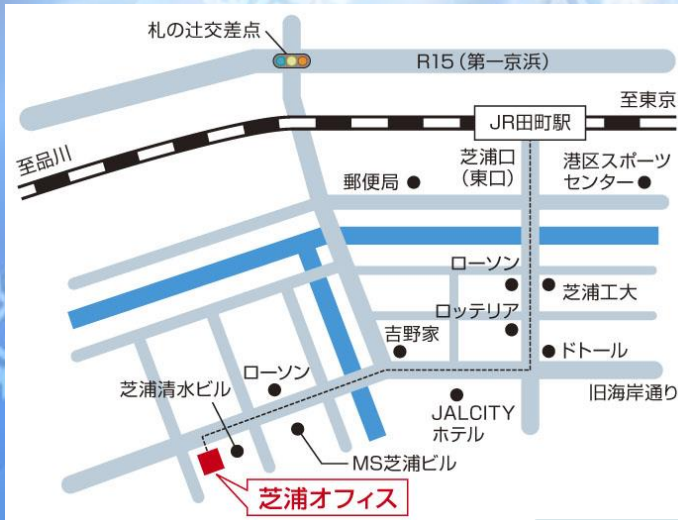 札の辻交差点
R15(第一京浜)
至東京
JR田町駅
至品川
芝浦口
(東口)
港区スポーツ
センター
郵便局
ローソン
芝浦工大
ロッテリア
吉野家
ドトール
ローソン
芝浦清水ビル
旧海岸通り
JALCITY
ホテル
MS芝浦ビル
芝浦オフィス